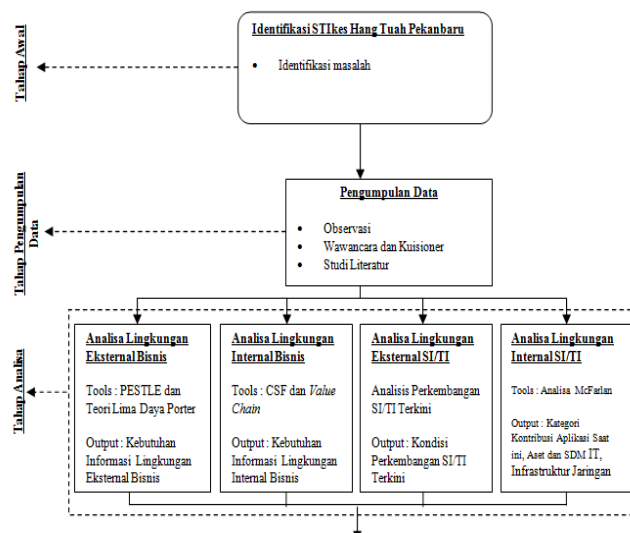 Tahap Awal
Identifikasi STIkes Hang Tuah Pekanbaru
• Identifikasi masalah
Tahap Pengumpulan
Data
Pengumpulan Data
• Observasi
• Wawancara dan Kuisioner
• Studi Literatur
Tahap Analisa
Analisa Lingkungan
Eksternal Bisnis
Tools : PESTLE dan
Teori Lima Daya Porter
Output : Kebutuhan
Informasi Lingkungan
Eksternal Bisnis
Analisa Lingkungan
Internal Bisnis
Tools : CSF dan Value
Chain
Output : Kebutuhan
Informasi Lingkungan
Internal Bisnis
Analisa Lingkungan
Eksternal SI/TI
Analisis Perkembangan
SI/TI Terkini
Output : Kondisi
Perkembangan SI/TI
Terkini
Analisa Lingkungan
Internal SI/TI
Tools : Analisa McFarlan
Output : Kategori
Kontribusi Aplikasi Saat
ini, Aset dan SDM IT,
Infrastruktur Jaringan